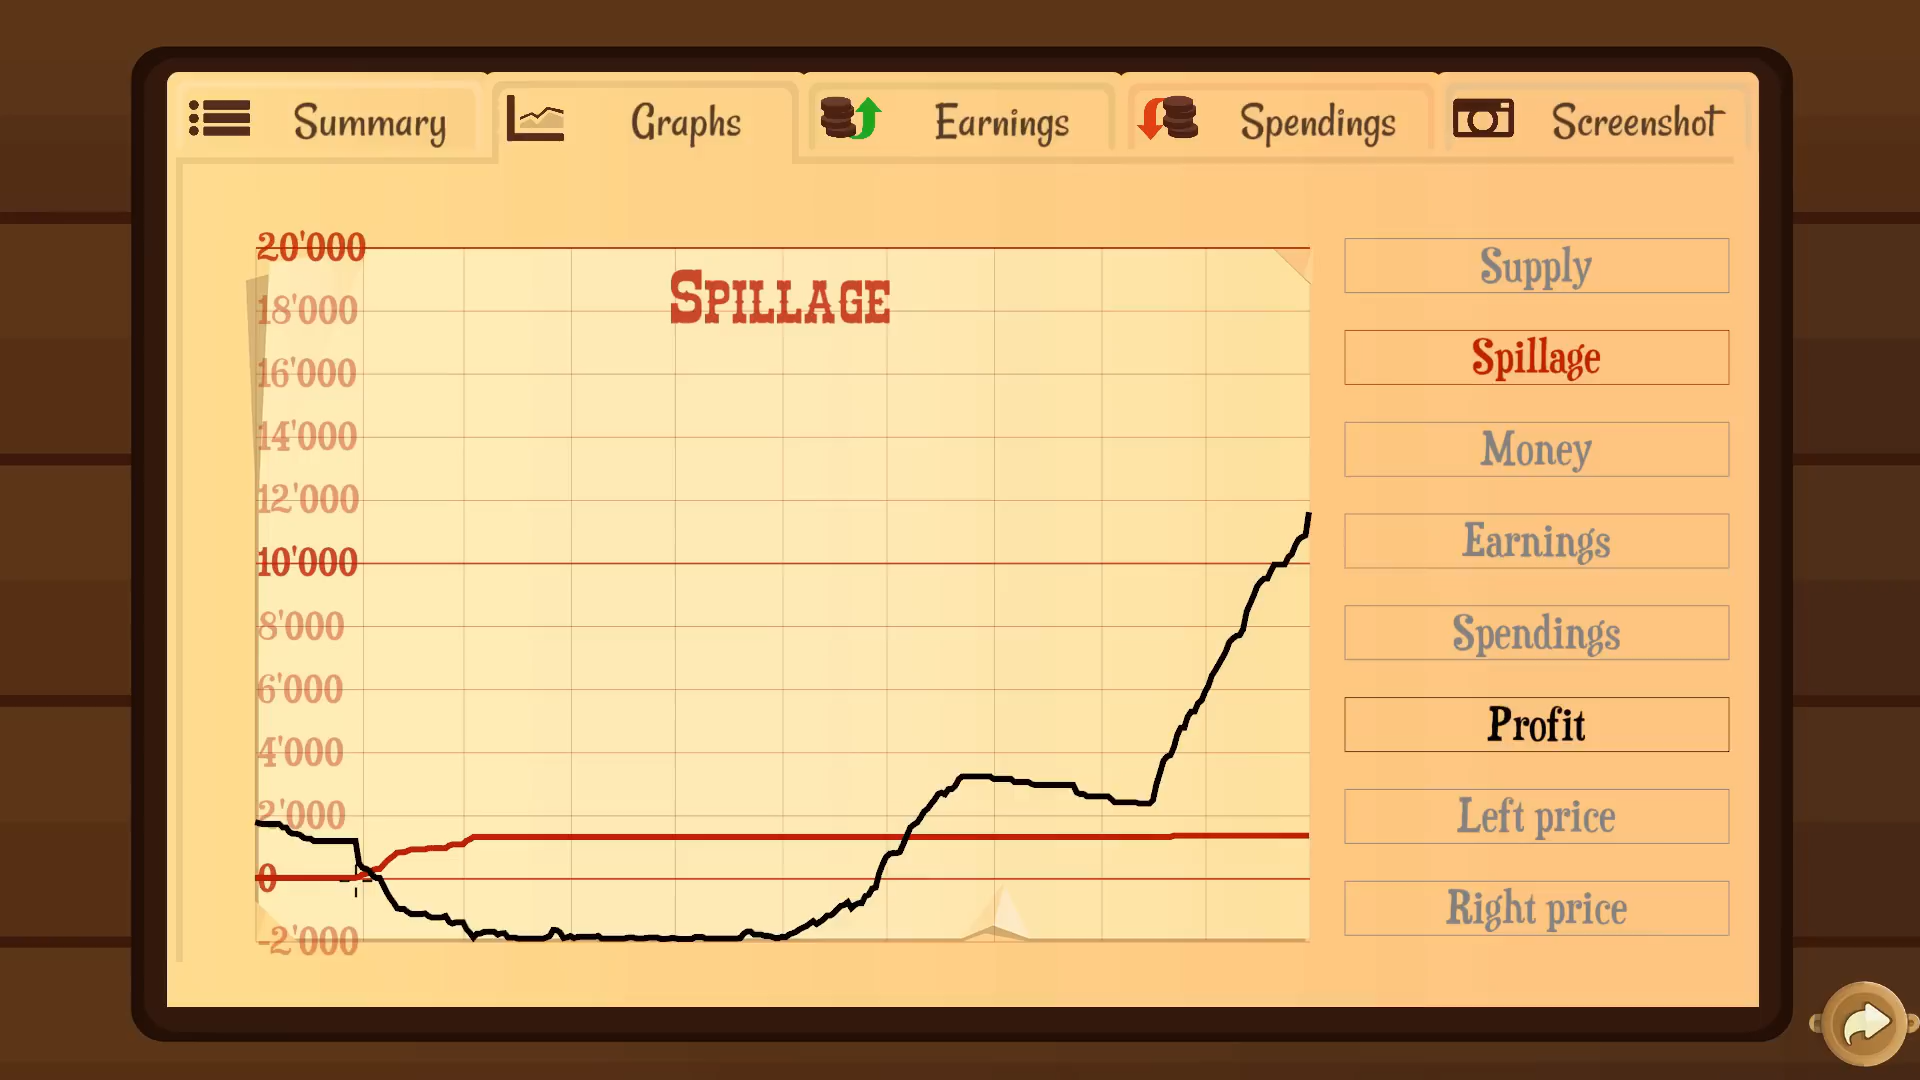 Summary
Graphs
Earnings
Spendings
Screenshot
20'000
SPILLAGE
18'000
16'000
14'000
12'000
10'000
8'000
6'000
4'000
2'000
0
-2'000
Supply
Spillage
Money
Earnings
Spendings
Profit
Left price
Right price